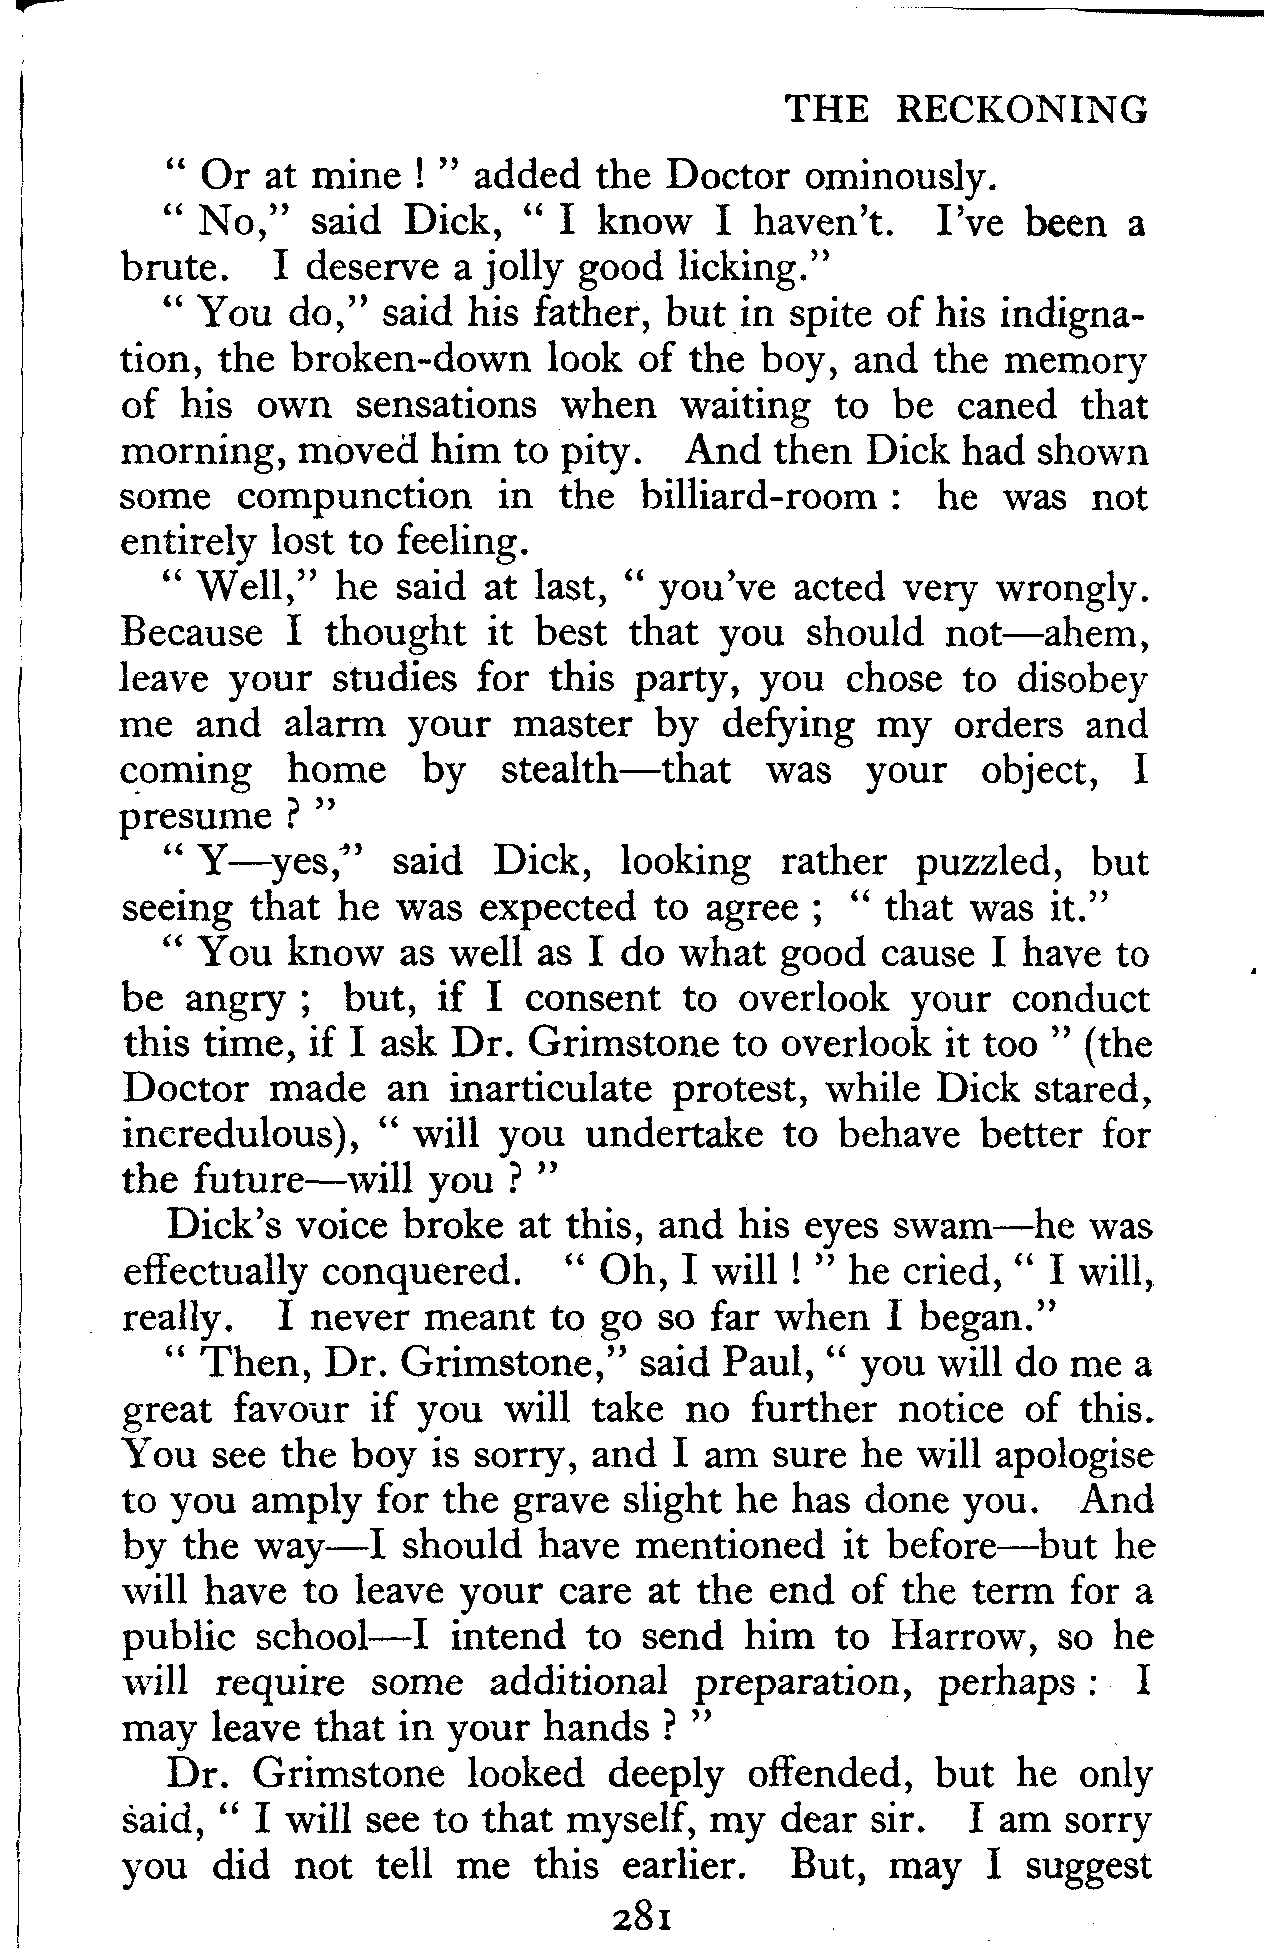 THE RECKONING
“ Or at mine ! ” added the Doctor ominously.
“ No,” said Dick, “ I know I haven't. I've been a
brute. I deserve a jolly good licking.”
“ You do,” said his father, but in spite of his indigna-
tion, the broken-down look of the boy, and the memory
of his own sensations when waiting to be caned that
morning, moved him to pity. And then Dick had shown
some compunction in the billiard-room : he was not
entirely lost to feeling.
“ Well,” he said at last, “ you've acted very wrongly.
Because I thought it best that you should not—ahem,
leave your studies for this party, you chose to disobey
me and alarm your master by defying my orders and
coming home by stealth—that was your object, I
presume ? ”
“ Y—yes,” said Dick, looking rather puzzled, but
seeing that he was expected to agree ; “ that was it.”
“ You know as well as I do what good cause I have to
be angry ; but, if I consent to overlook your conduct
this time, if I ask Dr. Grimstone to overlook it too ” (the
Doctor made an inarticulate protest, while Dick stared,
incredulous), “ will you undertake to behave better for
the future—will you ? ”
Dick's voice broke at this, and his eyes swam—he was
effectually conquered. “ Oh, I will ! ” he cried, “ I will,
really. I never meant to go so far when I began.”
“ Then, Dr. Grimstone,” said Paul, “ you will do me a
great favour if you will take no further notice of this.
You see the boy is sorry, and I am sure he will apologise
to you amply for the grave slight he has done you. And
by the way—I should have mentioned it before—but he
will have to leave your care at the end of the term for a
public school—I intend to send him to Harrow, so he
will require some additional preparation, perhaps : I
may leave that in your hands ? ”
Dr. Grimstone looked deeply offended, but he only
said, “ I will see to that myself, my dear sir. I am sorry
you did not tell me this earlier. But, may I suggest
281